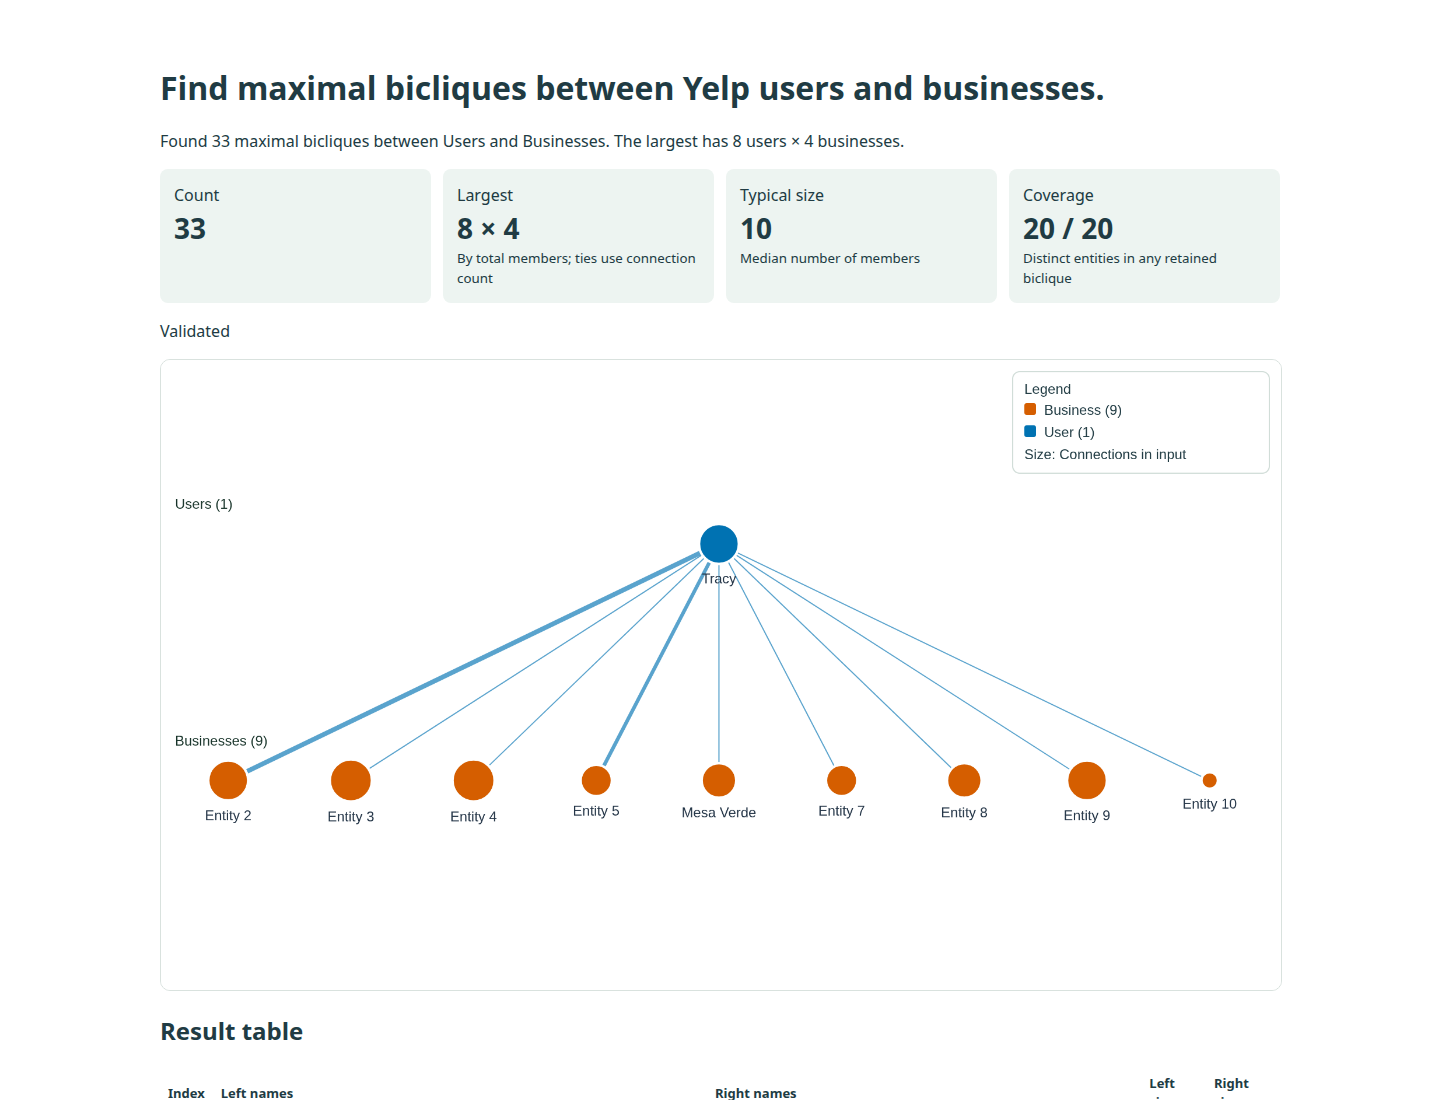 Find maximal bicliques between Yelp users and businesses.
Found 33 maximal bicliques between Users and Businesses. The largest has 8 users × 4 businesses.
Count
33
Largest
8 × 4
By total members; ties use connection
count
Typical size
10
Median number of members
Coverage
20 / 20
Distinct entities in any retained
biclique
Validated
Legend
Business (9)
User (1)
Size: Connections in input
Users (1)
Tracy
Businesses (9)
Entity 2
Entity 3
Entity 4
Entity 5
Mesa Verde
Entity 7
Entity 8
Entity 9
Entity 10
Result table
Index
Left names
Right names
Left
Right